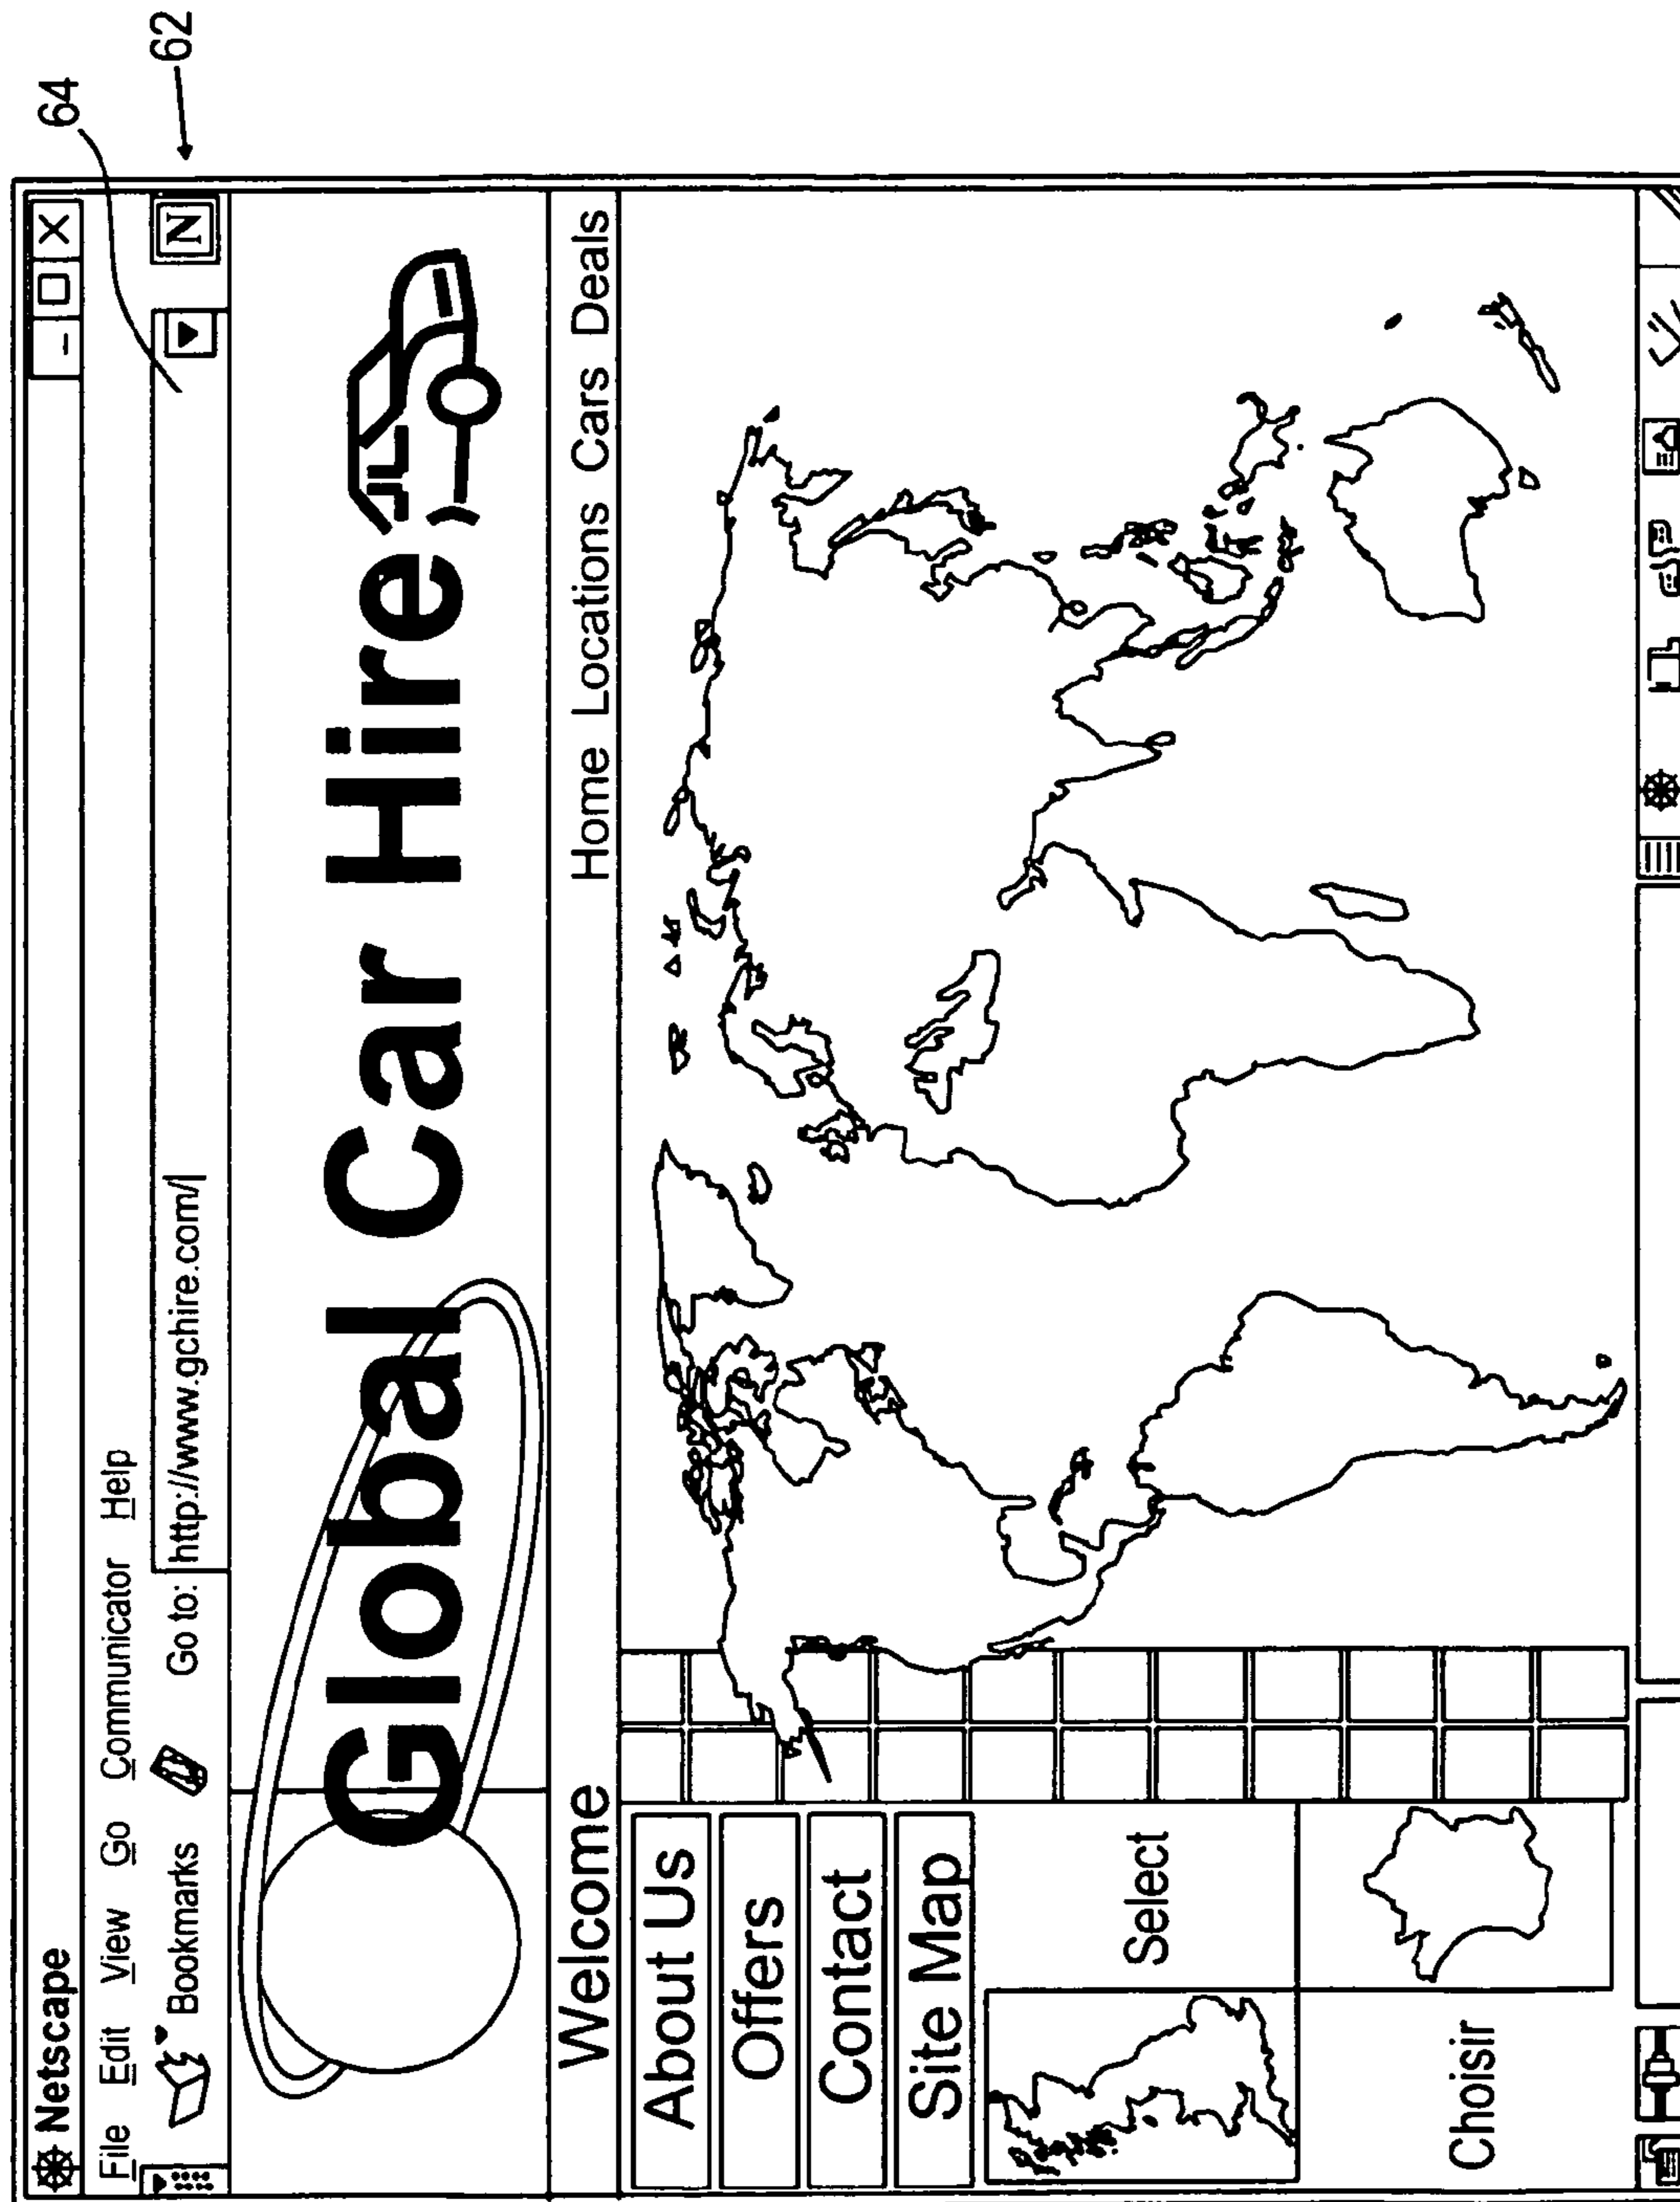 64
62
Netscape
File Edit View Go Communicator Help
Bookmarks Go to: http://www.gchire.com/
N
Global Car Hire
Welcome Home Locations Cars Deals
About Us
Offers
Contact
Site Map
Select
Choisir